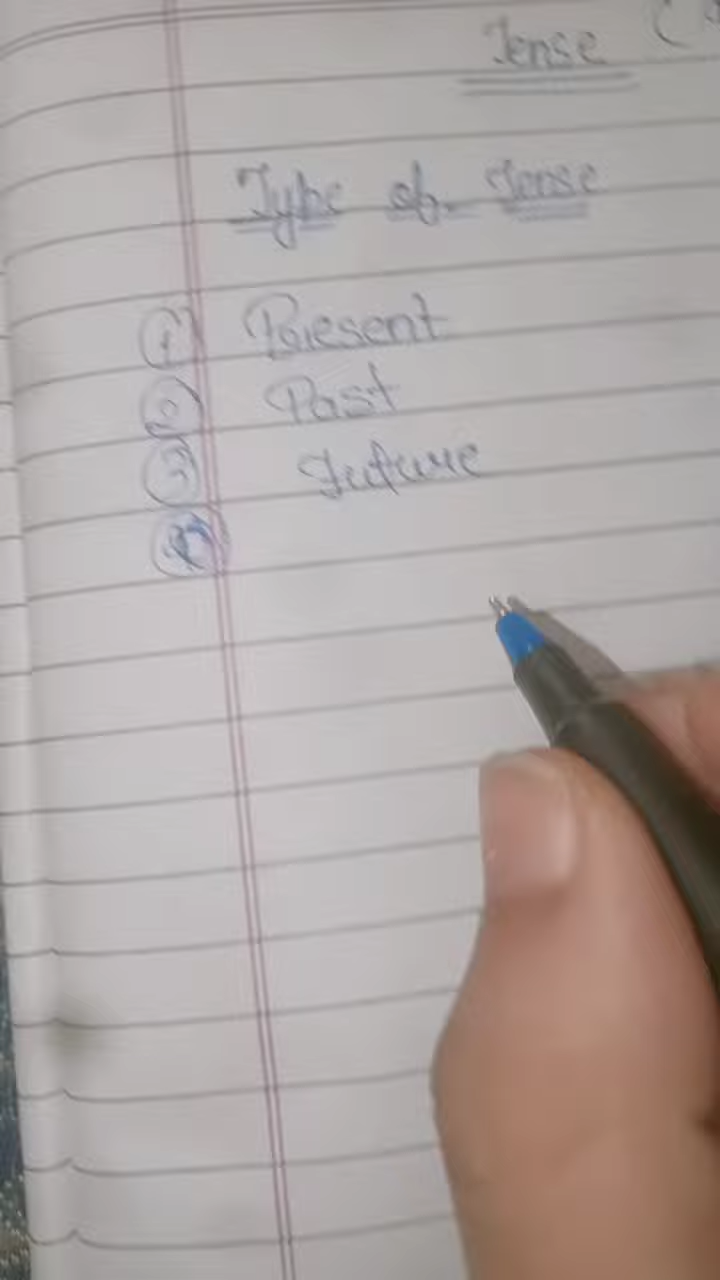 Tense (
Type of Tense
① Present
② Past
③ Future